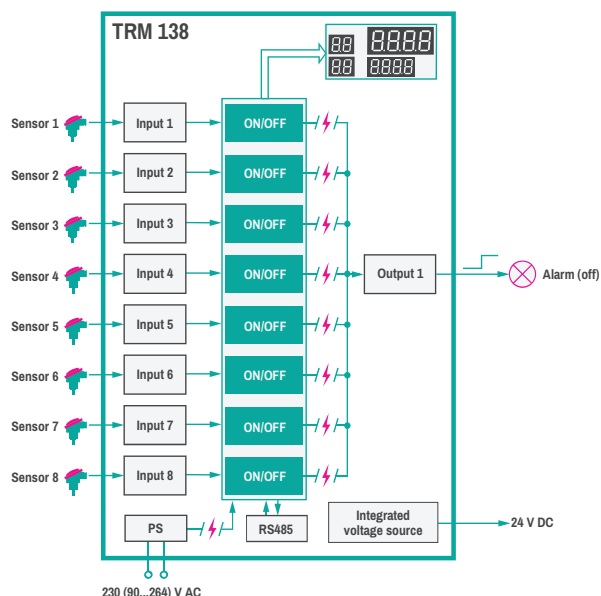 TRM 138
88 8888
88 8888
Sensor 1 Input 1 ON/OFF
Sensor 2 Input 2 ON/OFF
Sensor 3 Input 3 ON/OFF
Sensor 4 Input 4 ON/OFF Output 1 Alarm (off)
Sensor 5 Input 5 ON/OFF
Sensor 6 Input 6 ON/OFF
Sensor 7 Input 7 ON/OFF
Sensor 8 Input 8 ON/OFF
PS RS485
Integrated
voltage source
24 V DC
230 (90...264) V AC